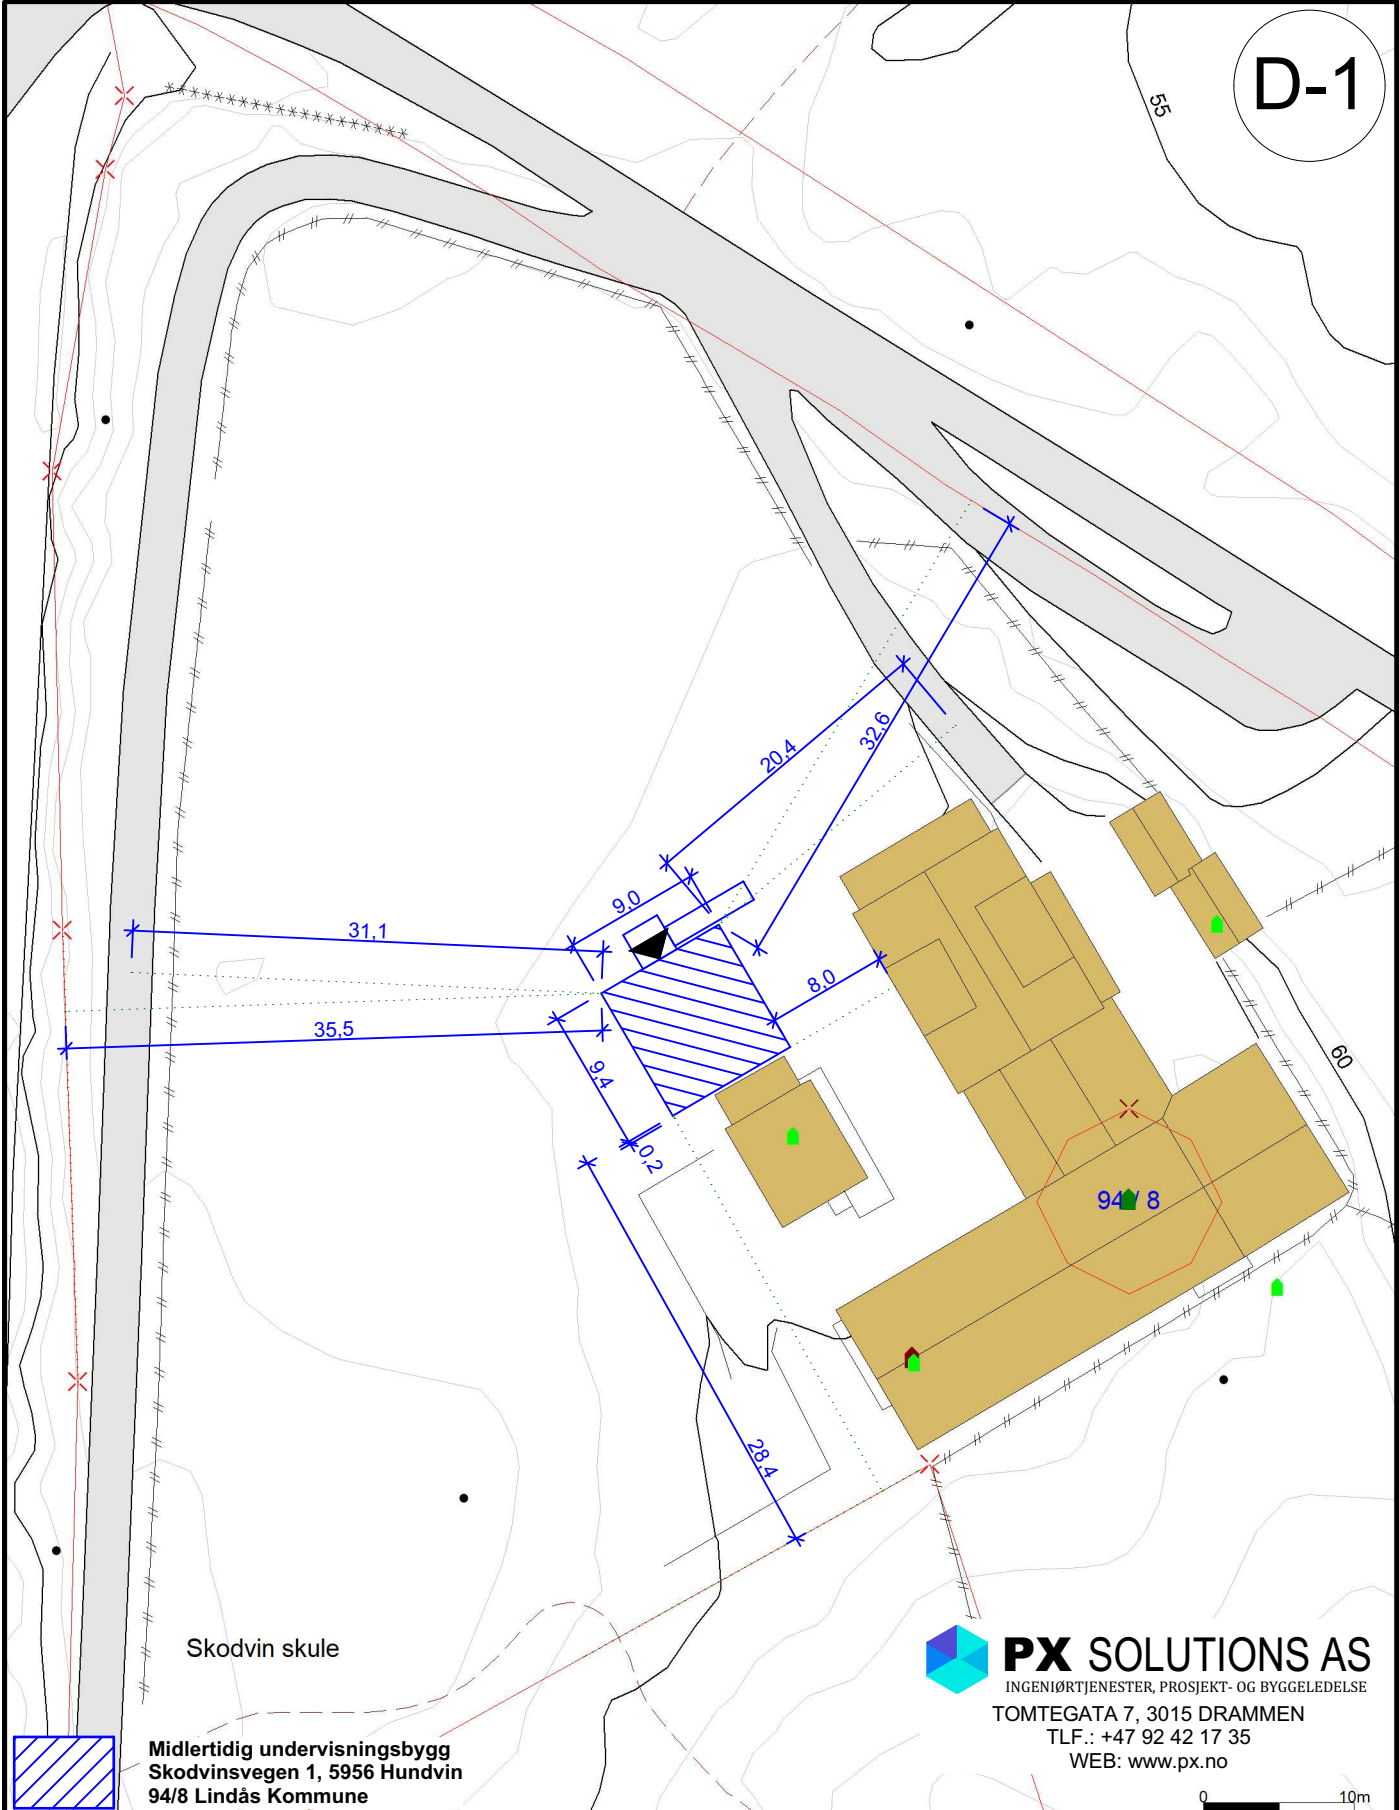 D-1
55
32,6
20,4
9,0
31,1
8,0
35,5
9,4
0,2
60
94 / 8
28,4
Skodvin skule
PX SOLUTIONS AS
INGENIØRTJENESTER, PROSJEKT- OG BYGGELEDELSE
TOMTEGATA 7, 3015 DRAMMEN
TLF.: +47 92 42 17 35
WEB: www.px.no
Midlertidig undervisningsbygg
Skodvinsvegen 1, 5956 Hundvin
94/8 Lindås Kommune
0 10m